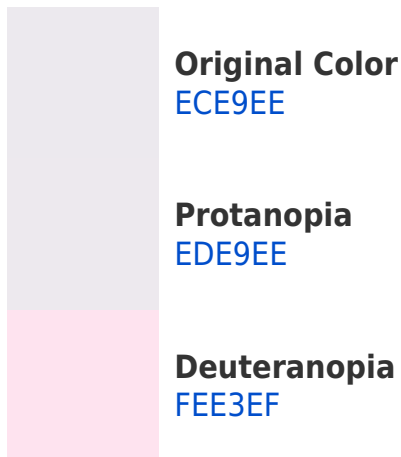 Original Color
ECE9EE
Protanopia
EDE9EE
Deuteranopia
FEE3EF